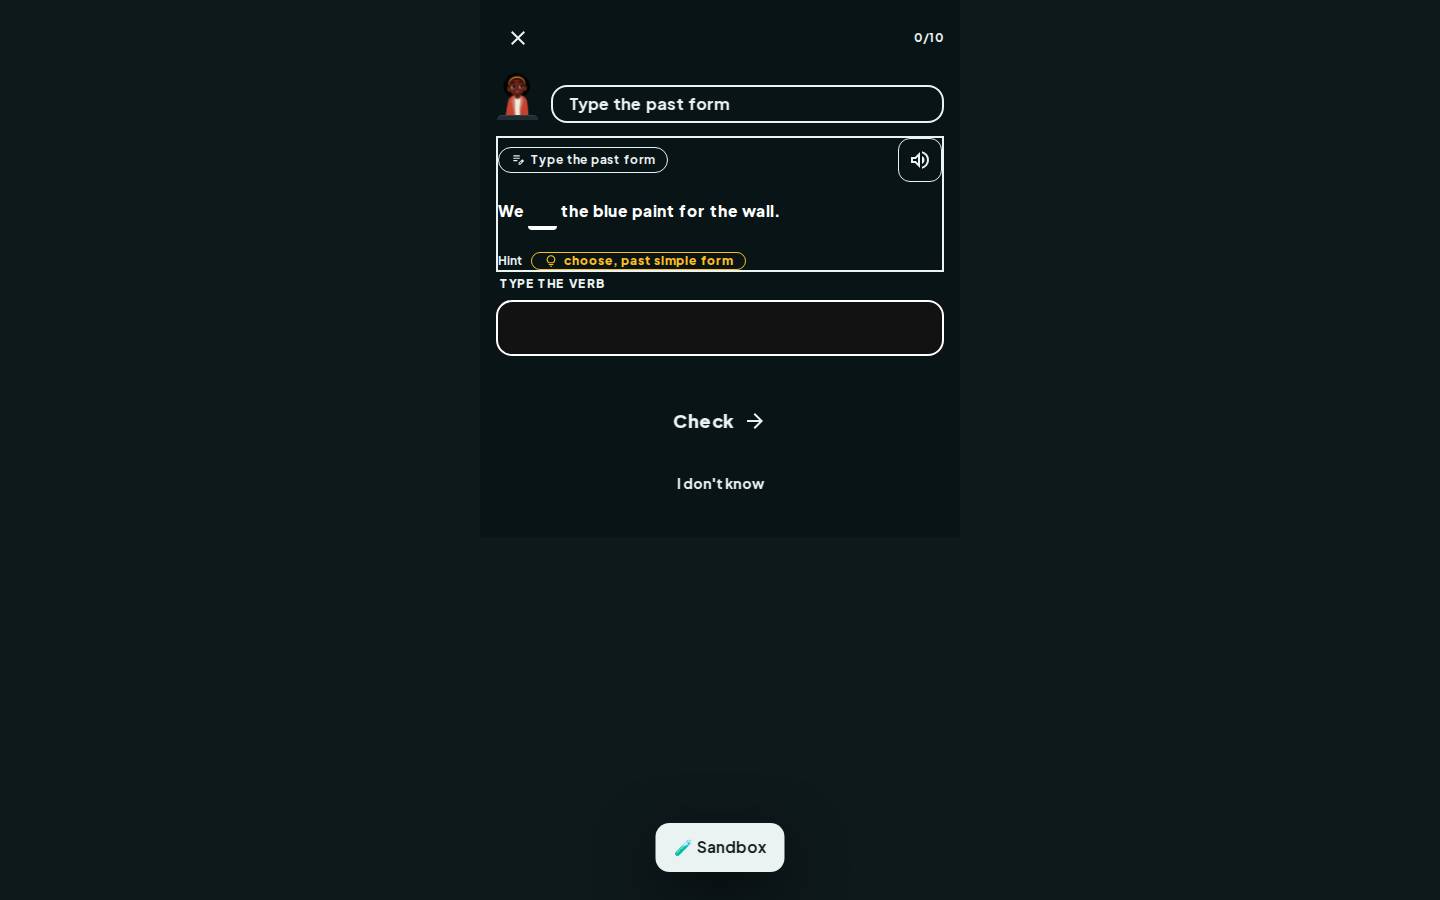 0/10
Type the past form
Type the past form
We ___ the blue paint for the wall.
Hint choose, past simple form
TYPE THE VERB
Check
I don't know
Sandbox